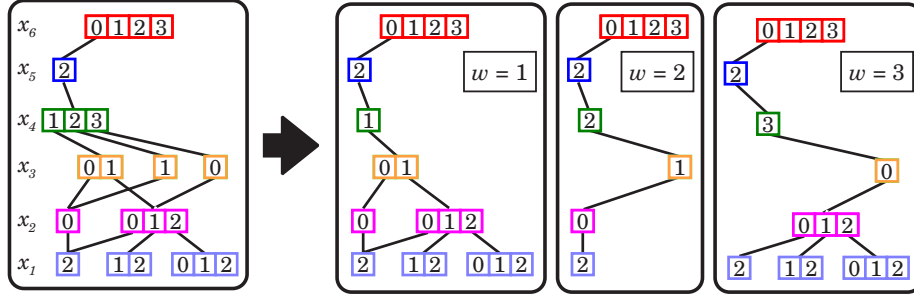 x6 0 1 2 3 0 1 2 3 0 1 2 3 0 1 2 3
x5 2 2 w = 1 2 w = 2 2 w = 3
x4 1 2 3 1 2 3
x3 0 1 1 0 0 1 1 0
x2 0 0 1 2 0 0 1 2 0 0 1 2
x1 2 1 2 0 1 2 2 1 2 0 1 2 2 2 1 2 0 1 2